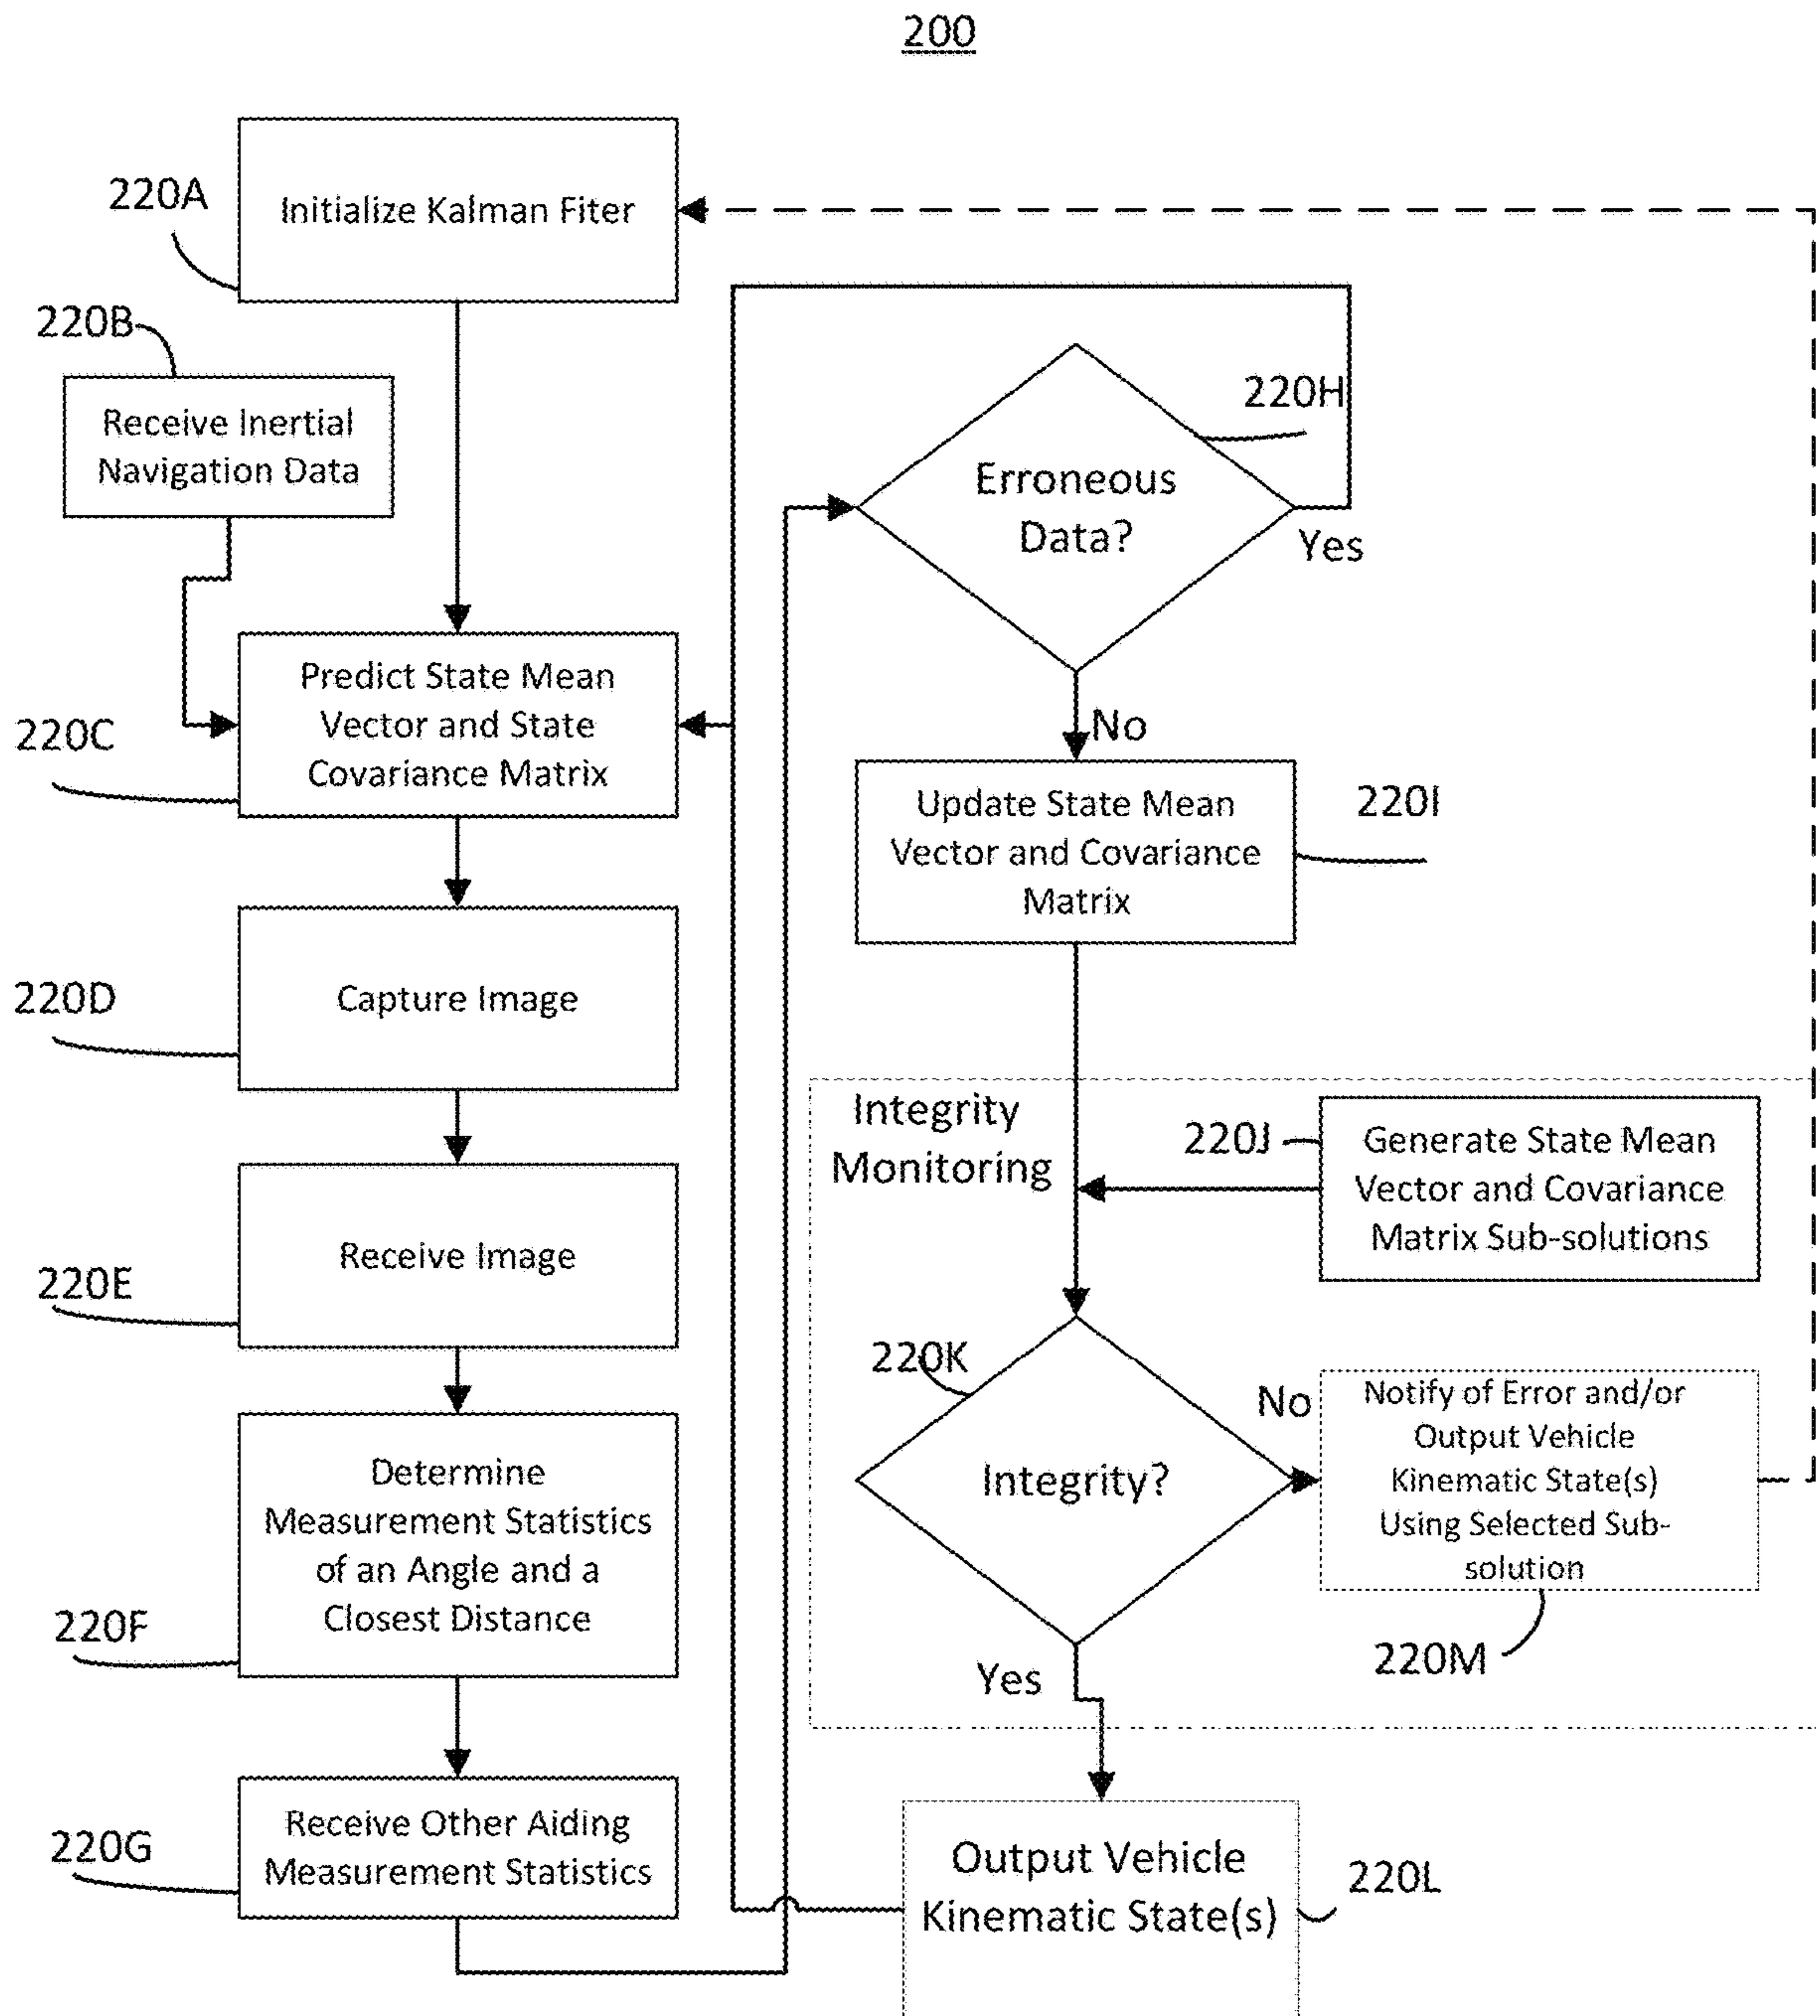 200
220A
Initialize Kalman Fiter
220B
Receive Inertial
Navigation Data
220C
Predict State Mean
Vector and State
Covariance Matrix
220D
Capture Image
220E
Receive Image
220F
Determine
Measurement Statistics
of an Angle and a
Closest Distance
220G
Receive Other Aiding
Measurement Statistics
220H
Erroneous
Data?
Yes
No
220I
Update State Mean
Vector and Covariance
Matrix
Integrity
Monitoring
220J
Generate State Mean
Vector and Covariance
Matrix Sub-solutions
220K
Integrity?
No
Notify of Error and/or
Output Vehicle
Kinematic State(s)
Using Selected Sub-
solution
220M
Yes
Output Vehicle
Kinematic State(s)
220L